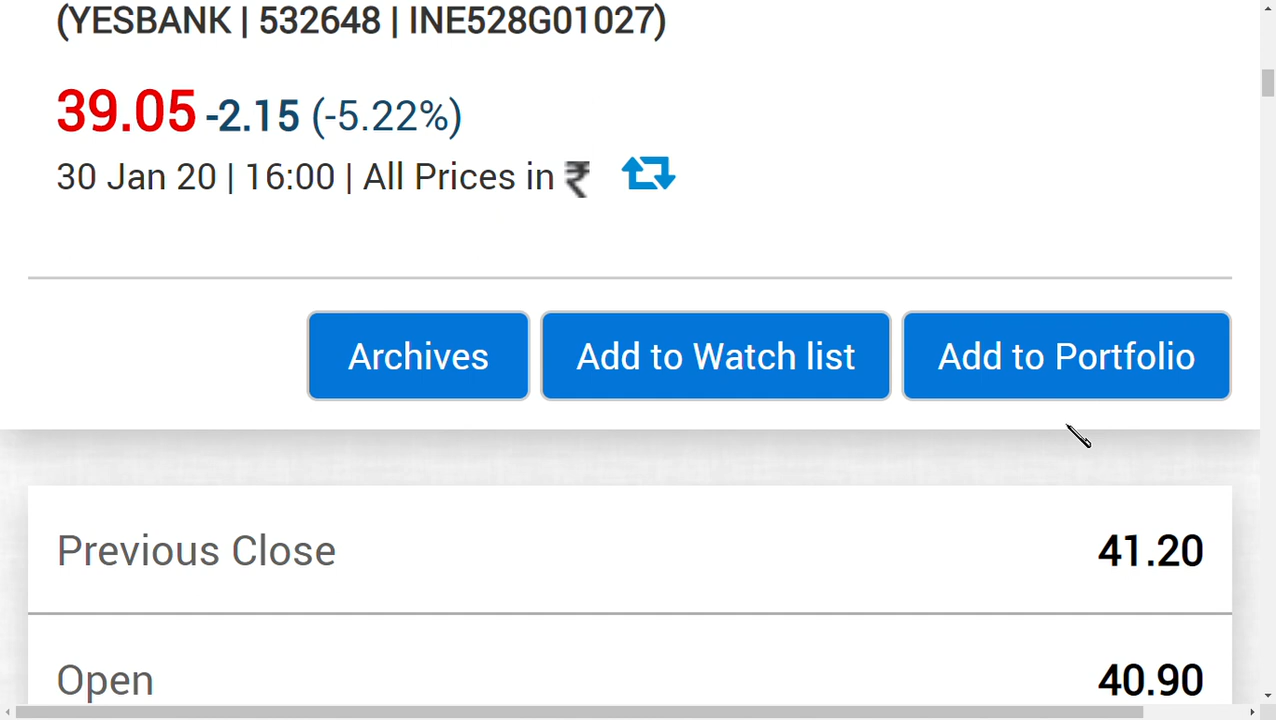 (YESBANK | 532648 | INE528G01027)
39.05 -2.15 (-5.22%)
30 Jan 20 | 16:00 | All Prices in ₹
Archives Add to Watch list Add to Portfolio
Previous Close 41.20
Open 40.90